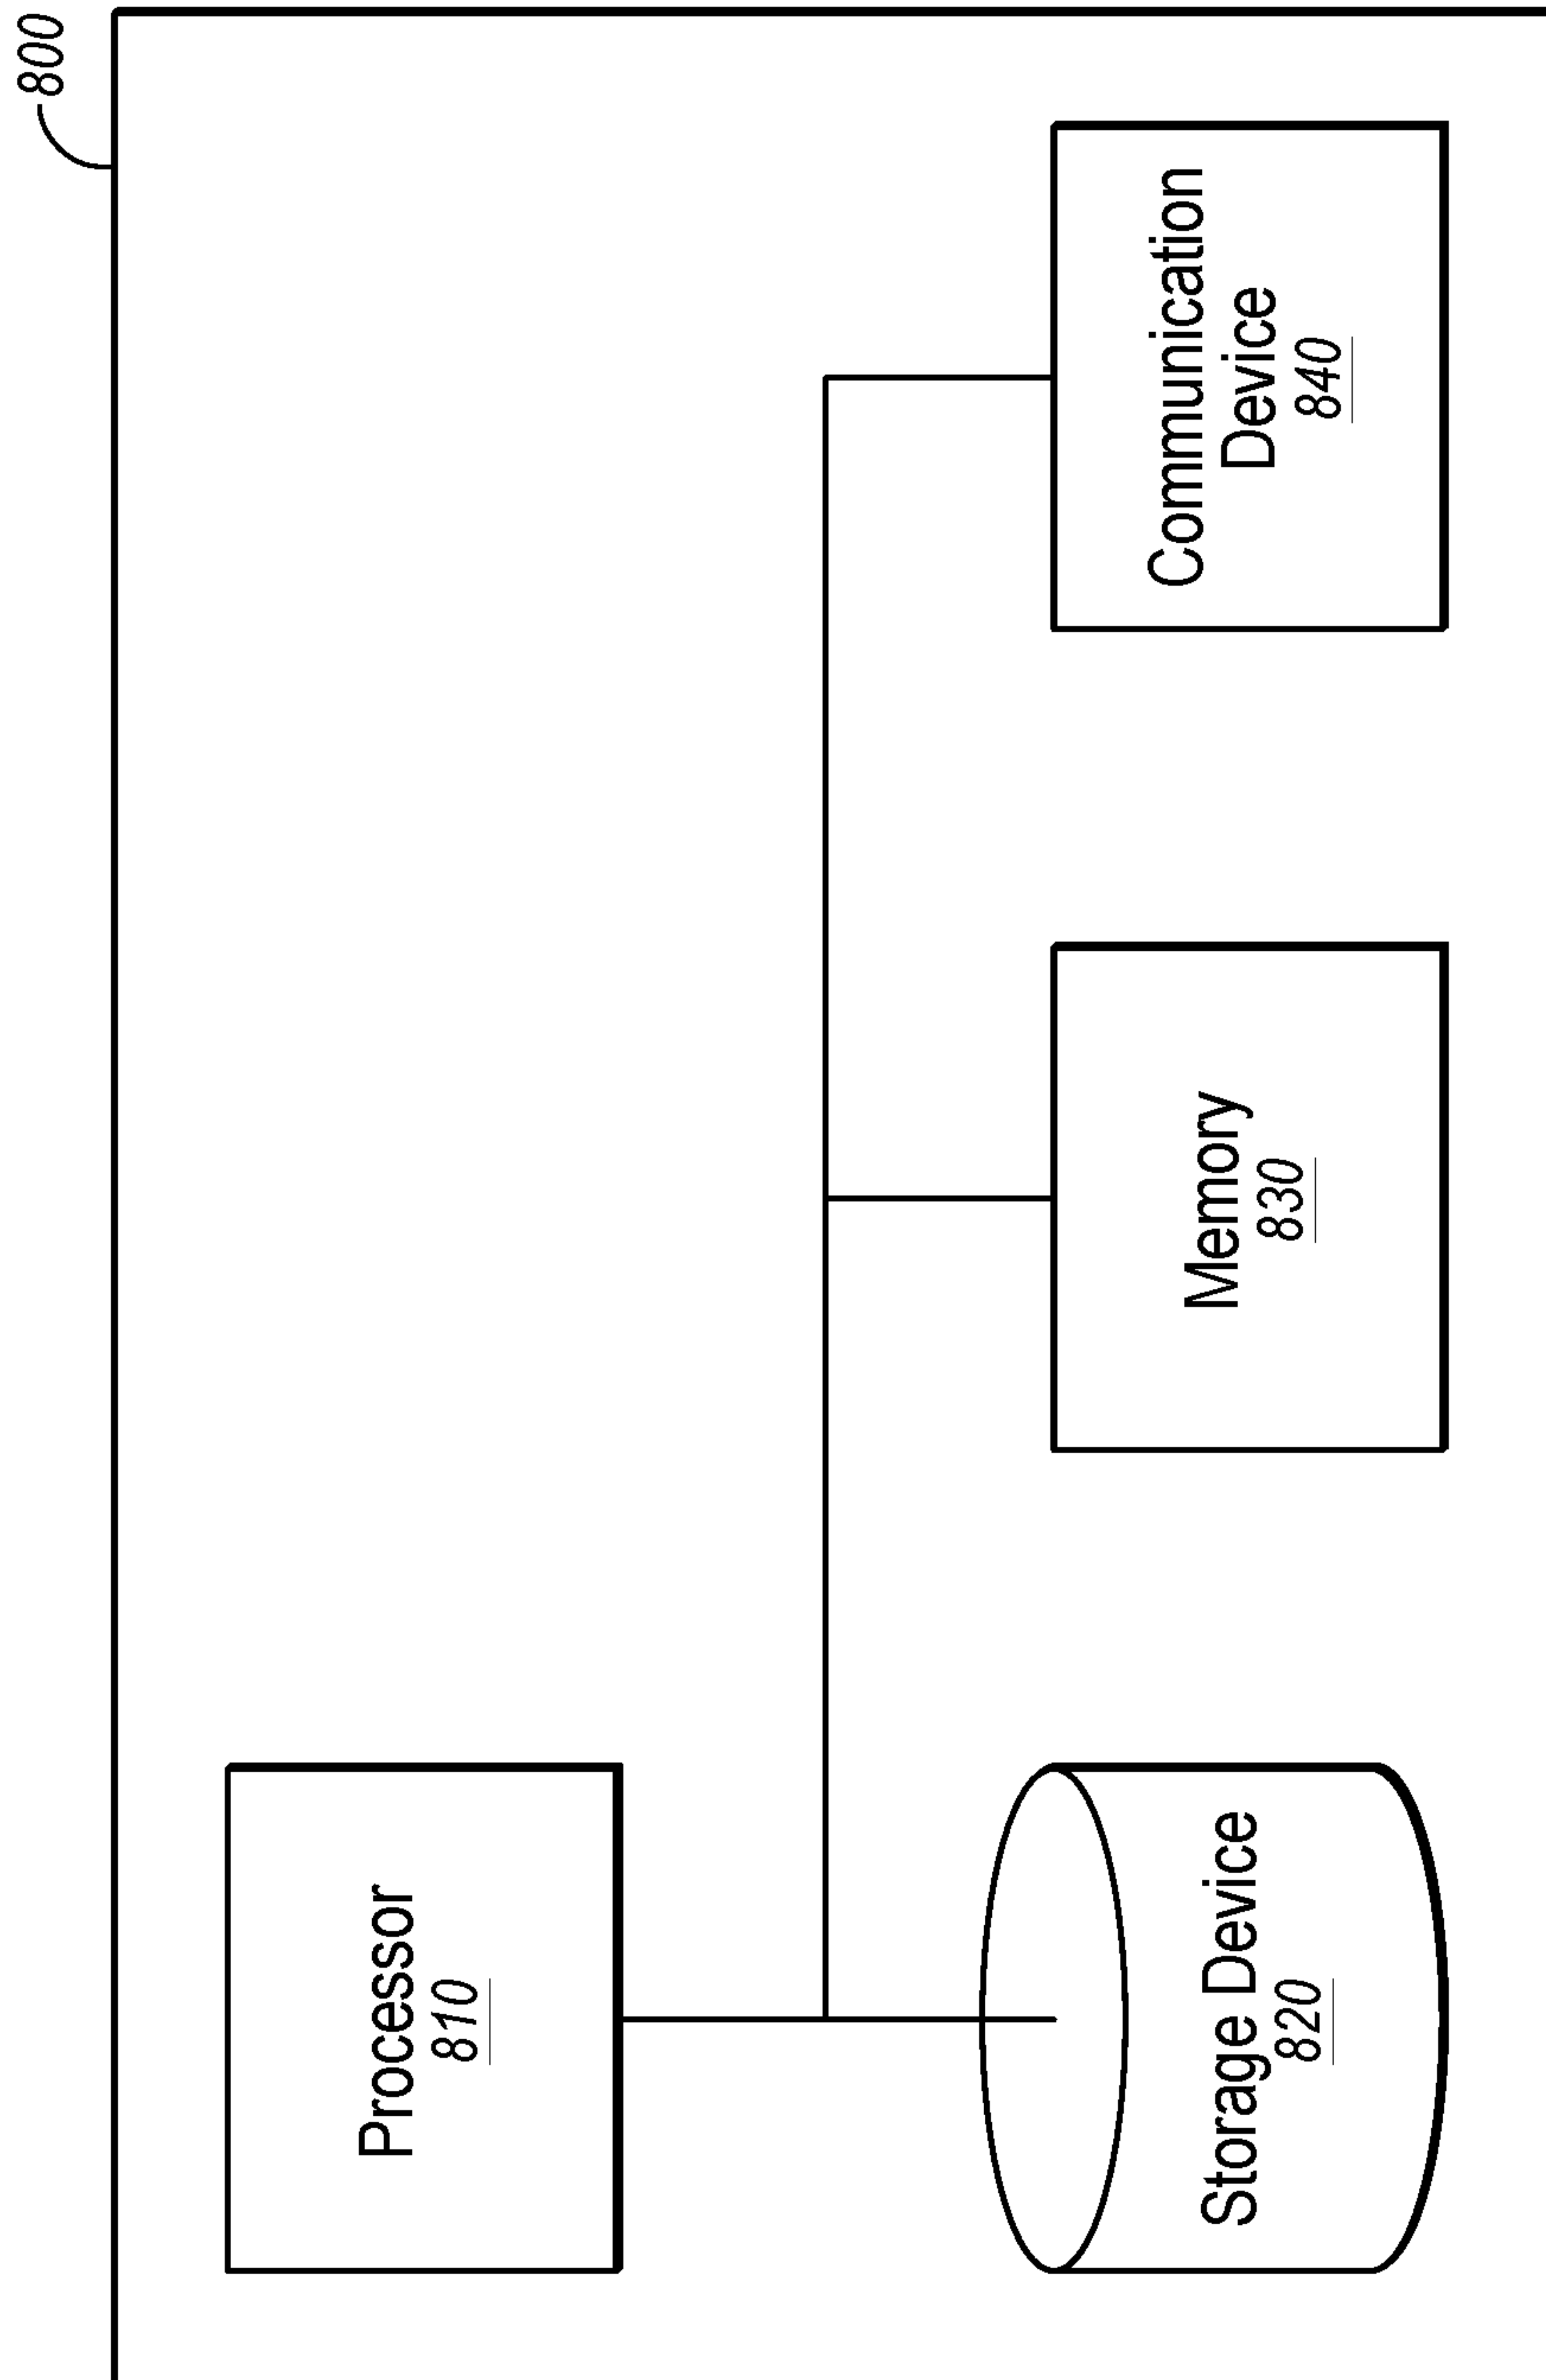 800
Processor
810
Storage Device
820
Memory
830
Communication
Device
840